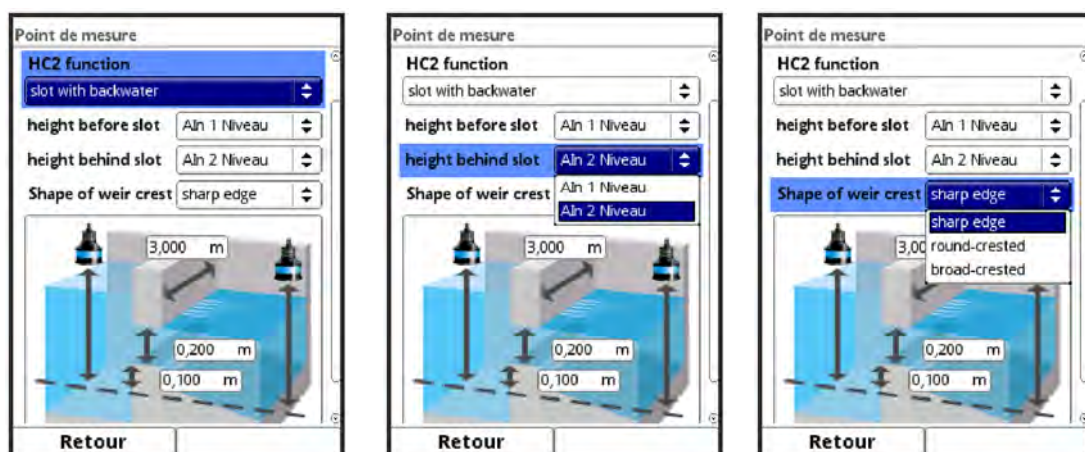 Point de mesure
HC2 function
slot with backwater
height before slot AIn 1 Niveau
height behind slot AIn 2 Niveau
Shape of weir crest sharp edge
3,000 m
0,200 m
0,100 m
Retour
Point de mesure
HC2 function
slot with backwater
height before slot AIn 1 Niveau
height behind slot AIn 2 Niveau
Shape of weir crest AIn 1 Niveau
AIn 2 Niveau
3,000 m
0,200 m
0,100 m
Retour
Point de mesure
HC2 function
slot with backwater
height before slot AIn 1 Niveau
height behind slot AIn 2 Niveau
Shape of weir crest sharp edge
sharp edge
3,00 round-crested
broad-crested
0,200 m
0,100 m
Retour